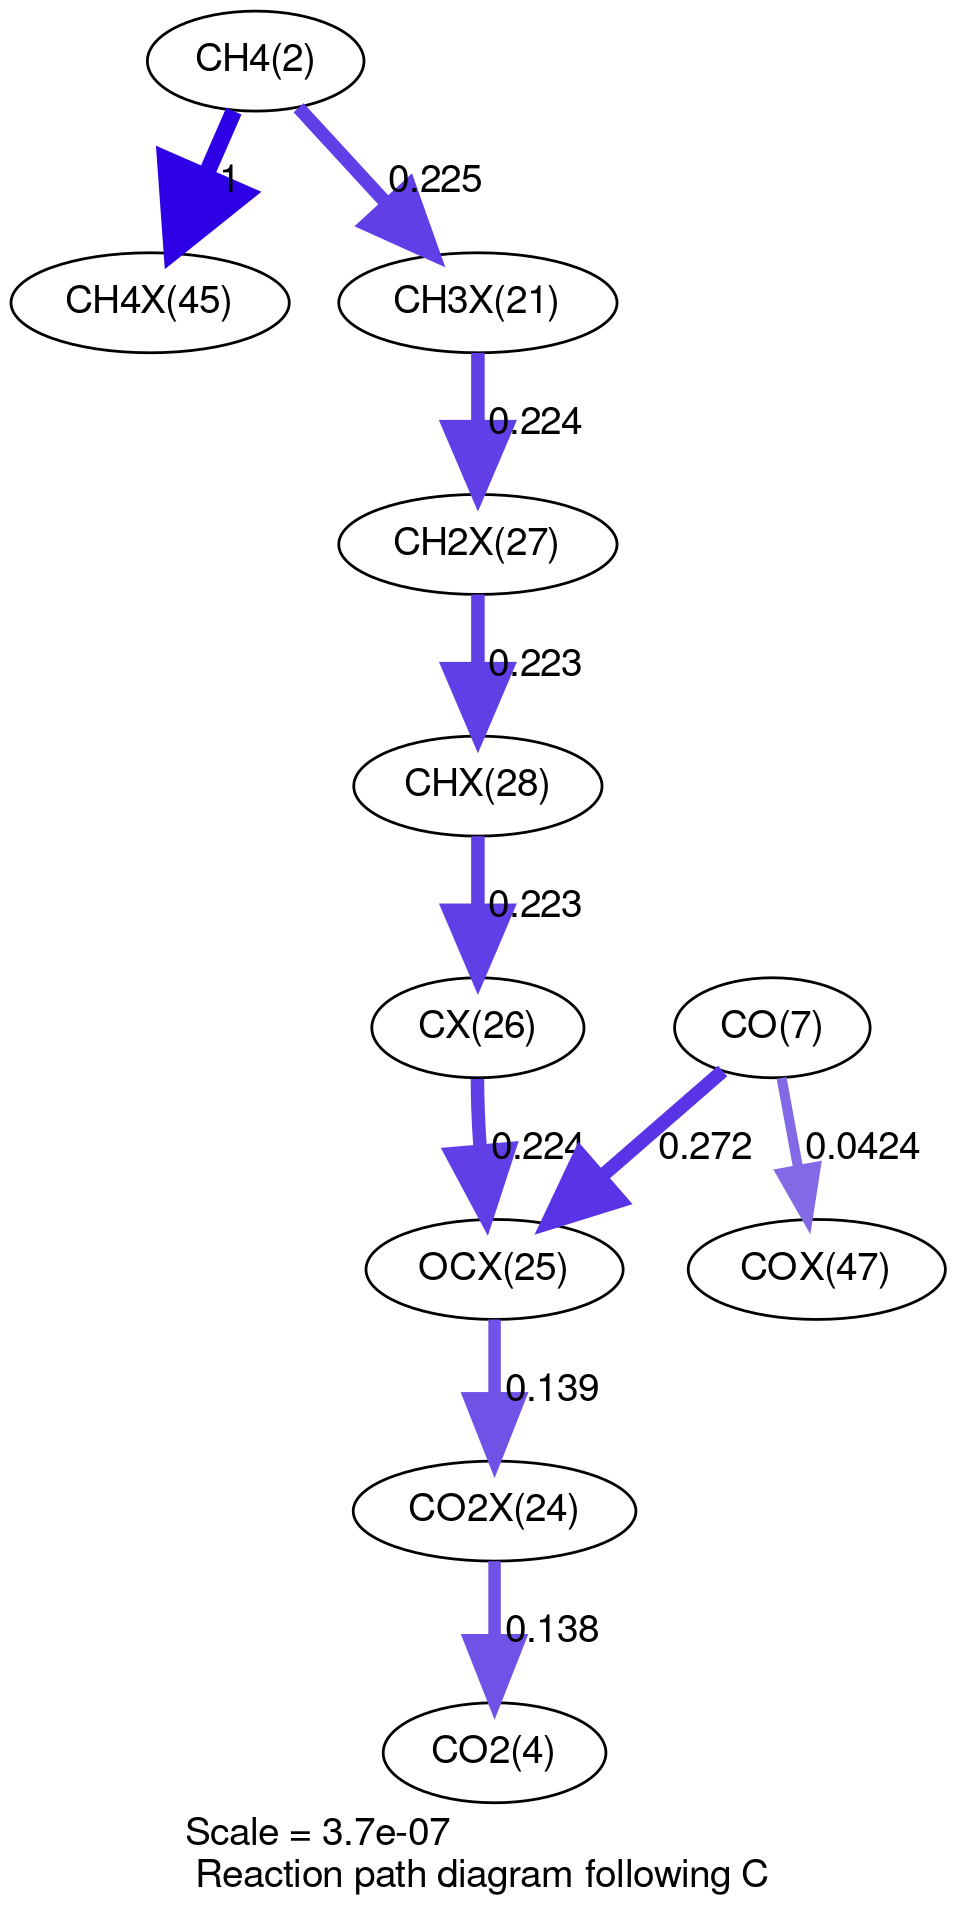 CH4(2)
1
0.225
CH4X(45)
CH3X(21)
0.224
CH2X(27)
0.223
CHX(28)
0.223
CX(26)
CO(7)
0.224
0.272
0.0424
OCX(25)
COX(47)
0.139
CO2X(24)
0.138
CO2(4)
Scale = 3.7e-07
Reaction path diagram following C